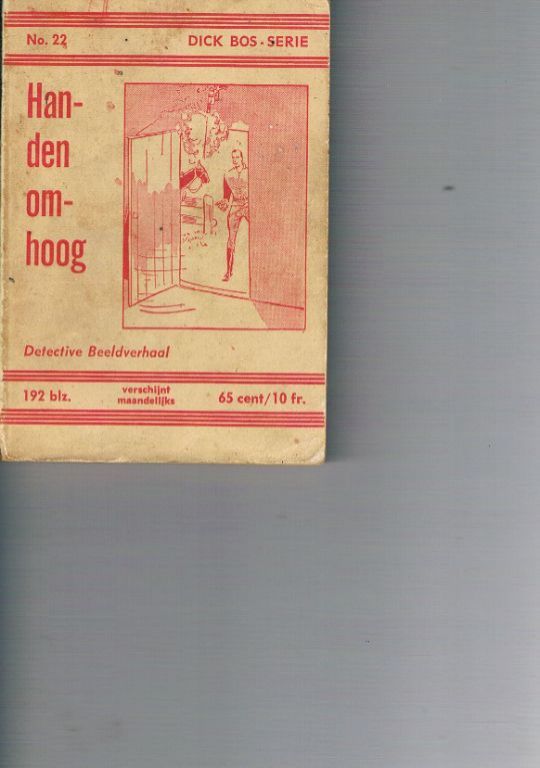 No. 22 DICK BOS - SERIE
Han-
den
om-
hoog
Detective Beeldverhaal
192 blz. verschijnt maandelijks 65 cent/10 fr.